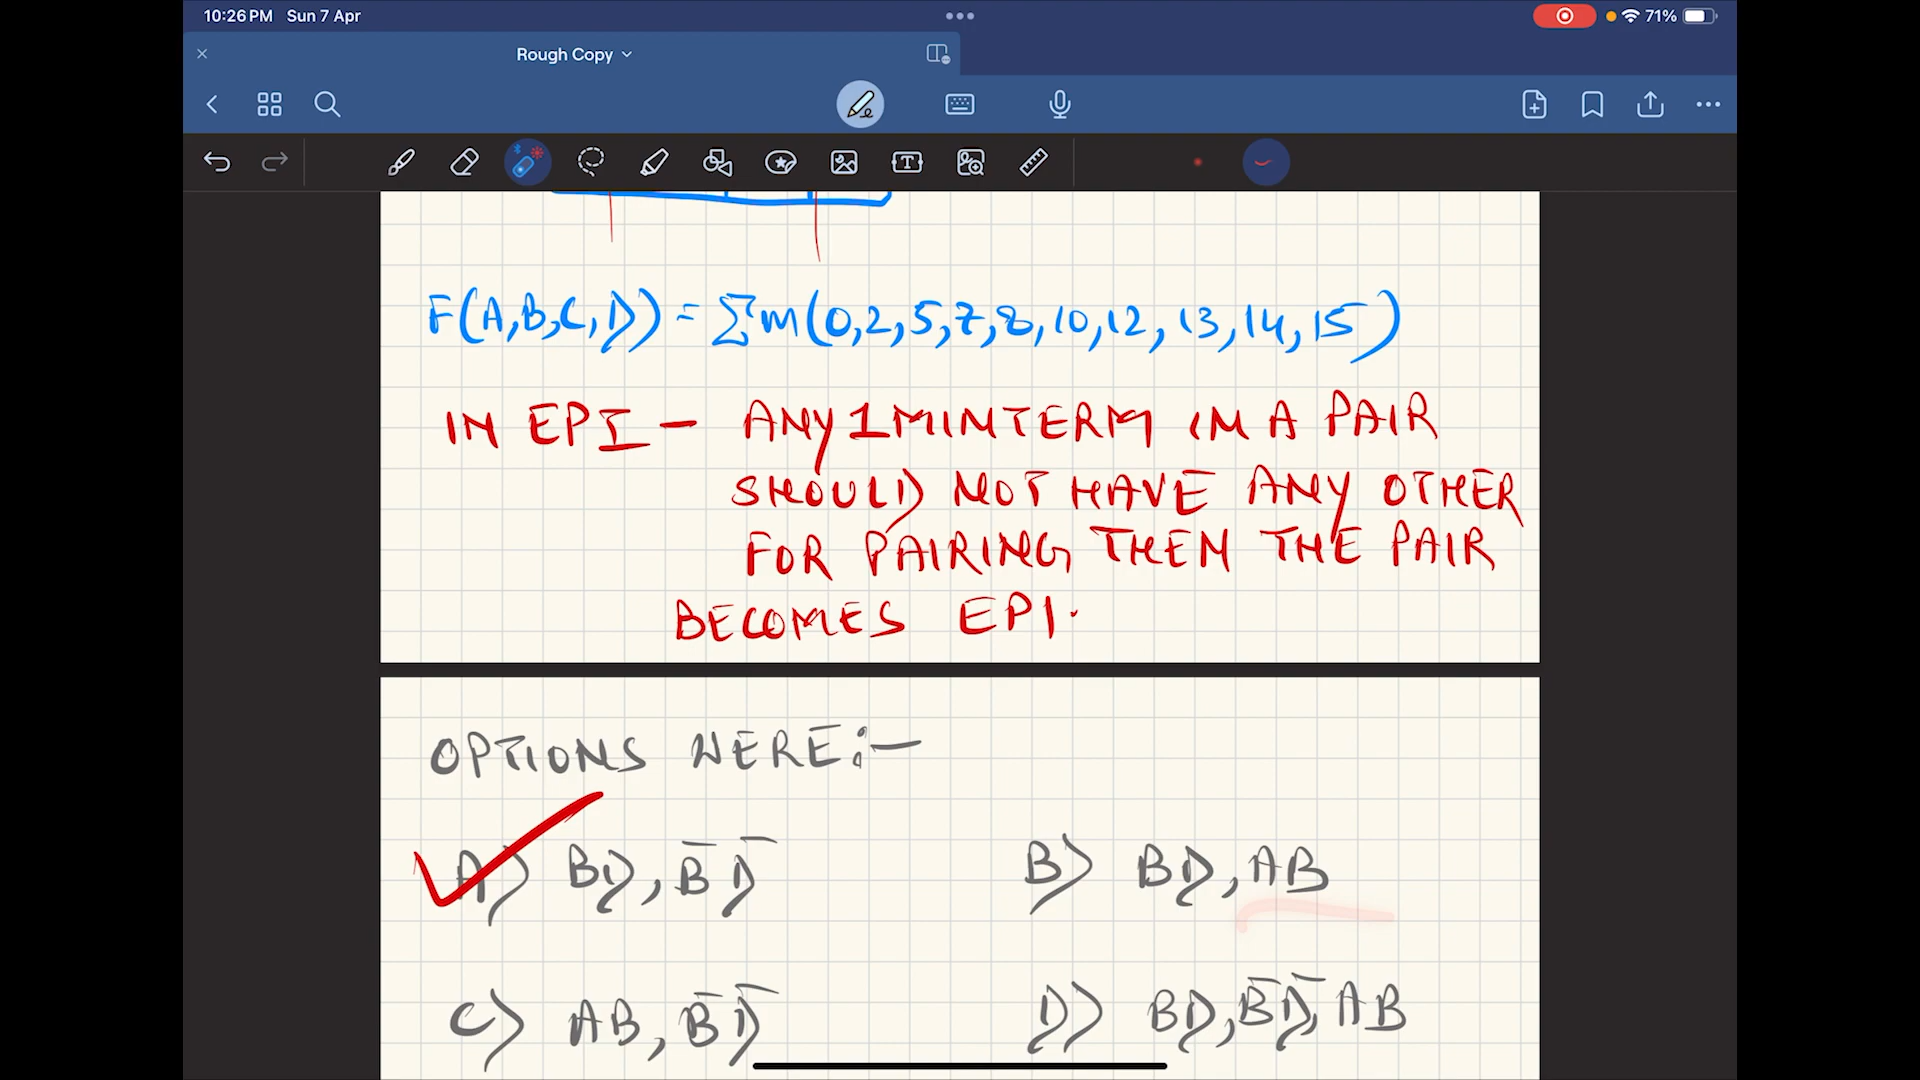 10:26 PM Sun 7 Apr
71%
Rough Copy
F(A,B,C,D) = Σm(0,2,5,7,8,10,12,13,14,15)
IN EPI - ANY 1 MINTERM IN A PAIR
SHOULD NOT HAVE ANY OTHER
FOR PAIRING THEN THE PAIR
BECOMES EPI.
OPTIONS WERE:-
A) BD, B̅ D̅
B) BD, AB
C) AB, B̅ D̅
D) BD, B̅ D̅, AB